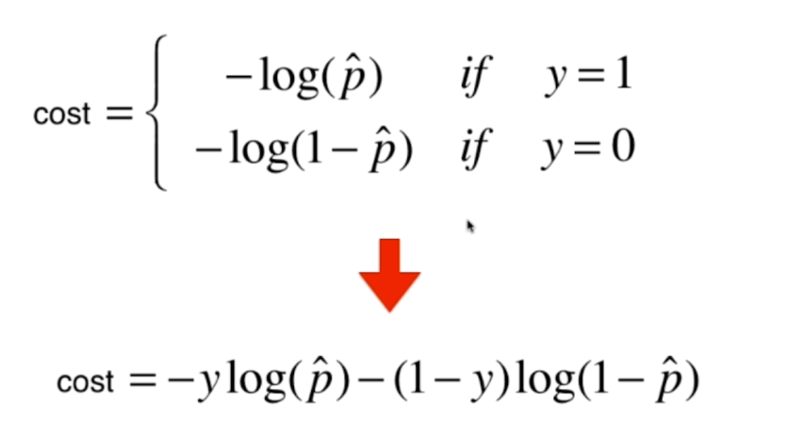 cost = { −log(p̂) if y = 1
−log(1 − p̂) if y = 0
cost = −y log(p̂) − (1 − y)log(1 − p̂)